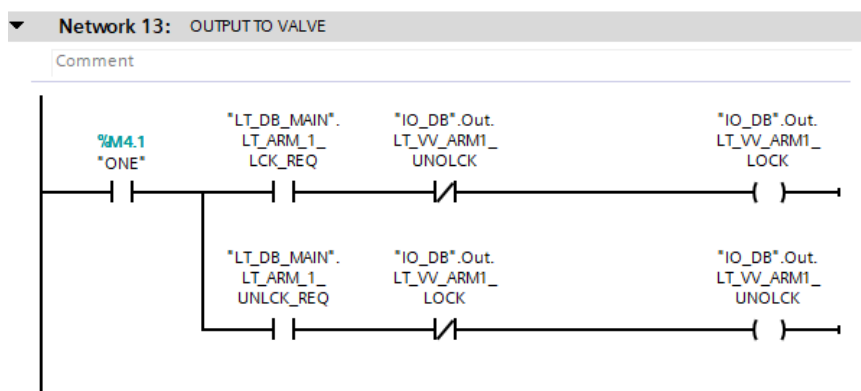 Network 13: OUTPUT TO VALVE
Comment
%M4.1
"ONE"
"LT_DB_MAIN".
LT_ARM_1_
LCK_REQ
"IO_DB".Out.
LT_VV_ARM1_
UNOLCK
"IO_DB".Out.
LT_VV_ARM1_
LOCK
"LT_DB_MAIN".
LT_ARM_1_
UNLCK_REQ
"IO_DB".Out.
LT_VV_ARM1_
LOCK
"IO_DB".Out.
LT_VV_ARM1_
UNOLCK